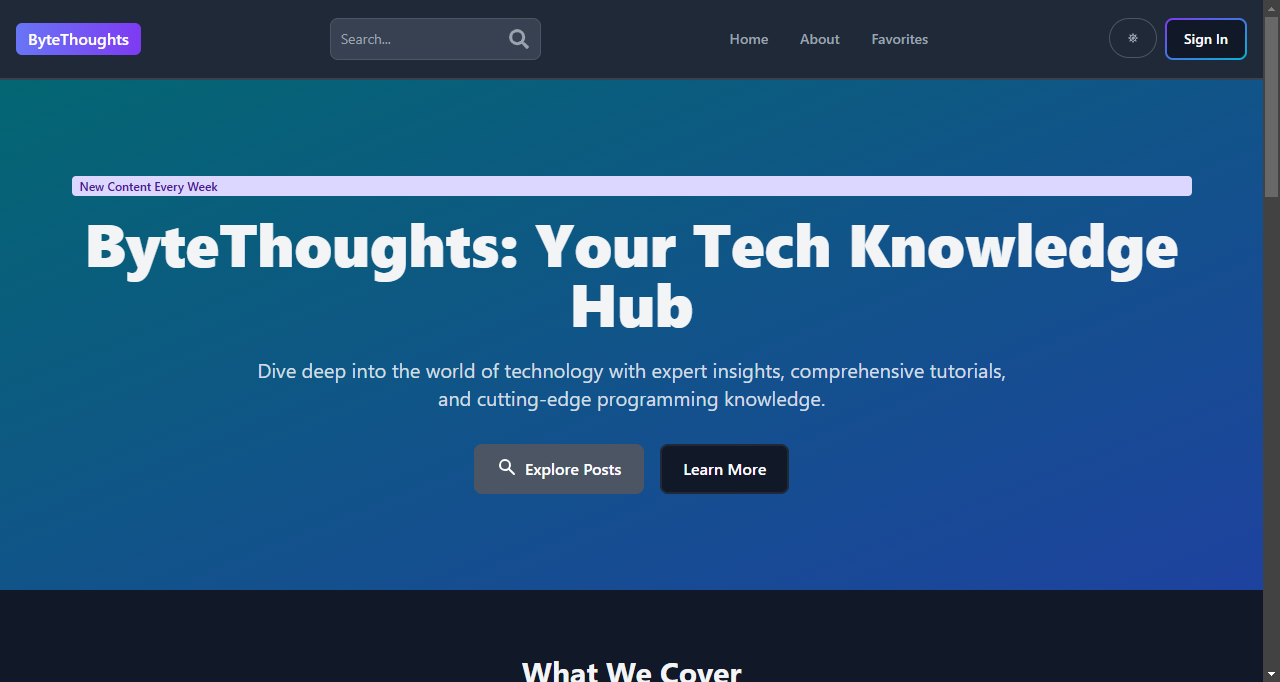 ByteThoughts
Search...
Home
About
Favorites
Sign In
New Content Every Week
ByteThoughts: Your Tech Knowledge
Hub
Dive deep into the world of technology with expert insights, comprehensive tutorials,
and cutting-edge programming knowledge.
Explore Posts
Learn More
What We Cover